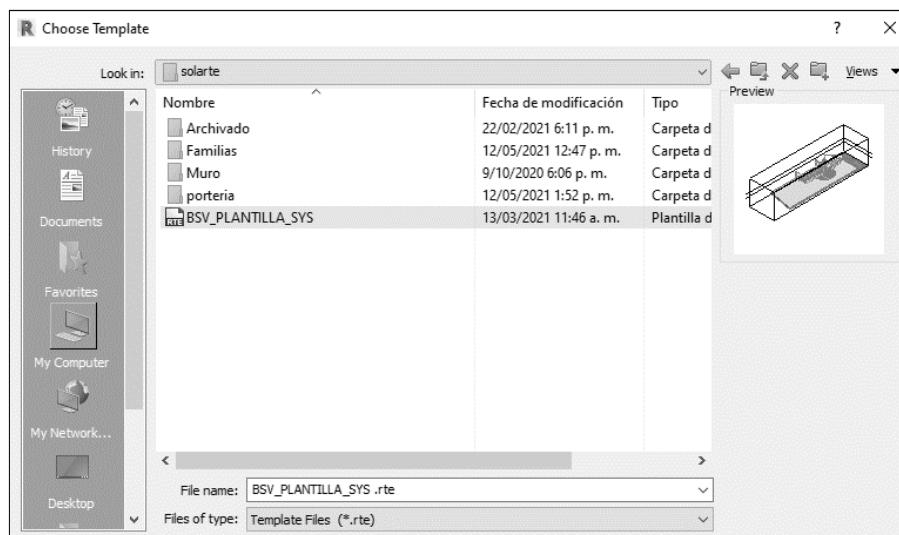 R Choose Template ? ×
Look in: solarte Views
Preview
Nombre Fecha de modificación Tipo
Archivado 22/02/2021 6:11 p. m. Carpeta d
Familias 12/05/2021 12:47 p. m. Carpeta d
Muro 9/10/2020 6:06 p. m. Carpeta d
porteria 12/05/2021 1:52 p. m. Carpeta d
RTE BSV_PLANTILLA_SYS 13/03/2021 11:46 a. m. Plantilla d
History
Documents
Favorites
My Computer
My Network...
Desktop
File name: BSV_PLANTILLA_SYS .rte
Files of type: Template Files (*.rte)